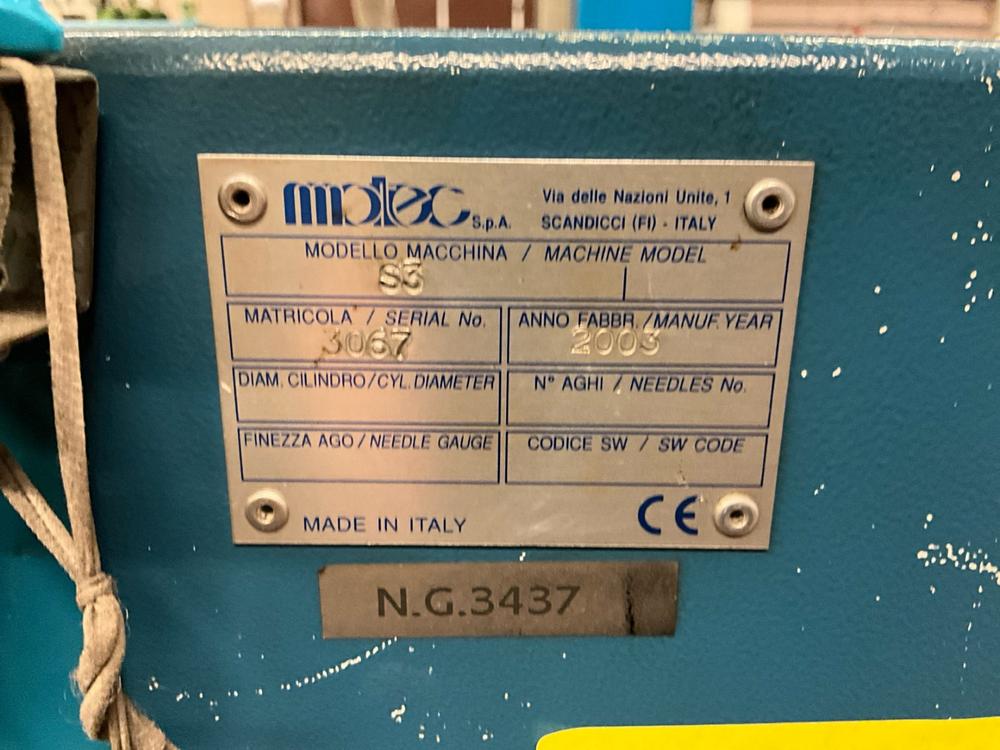 matec S.p.A.
Via delle Nazioni Unite, 1
SCANDICCI (FI) - ITALY
MODELLO MACCHINA / MACHINE MODEL
S3
MATRICOLA / SERIAL No.
3067
ANNO FABBR./MANUF. YEAR
2003
DIAM. CILINDRO/CYL. DIAMETER
N° AGHI / NEEDLES No.
FINEZZA AGO/NEEDLE GAUGE
CODICE SW / SW CODE
MADE IN ITALY
CE
N.G.3437